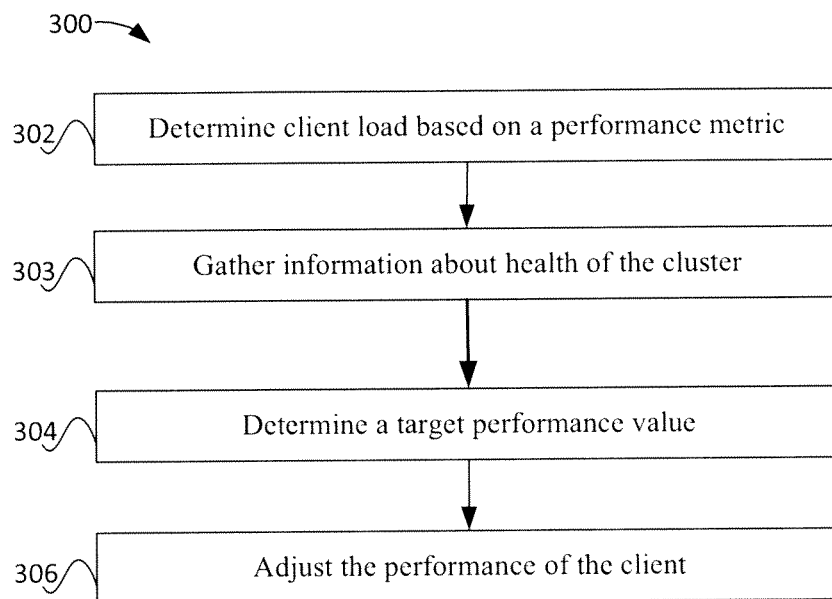 300
302 Determine client load based on a performance metric
303 Gather information about health of the cluster
304 Determine a target performance value
306 Adjust the performance of the client